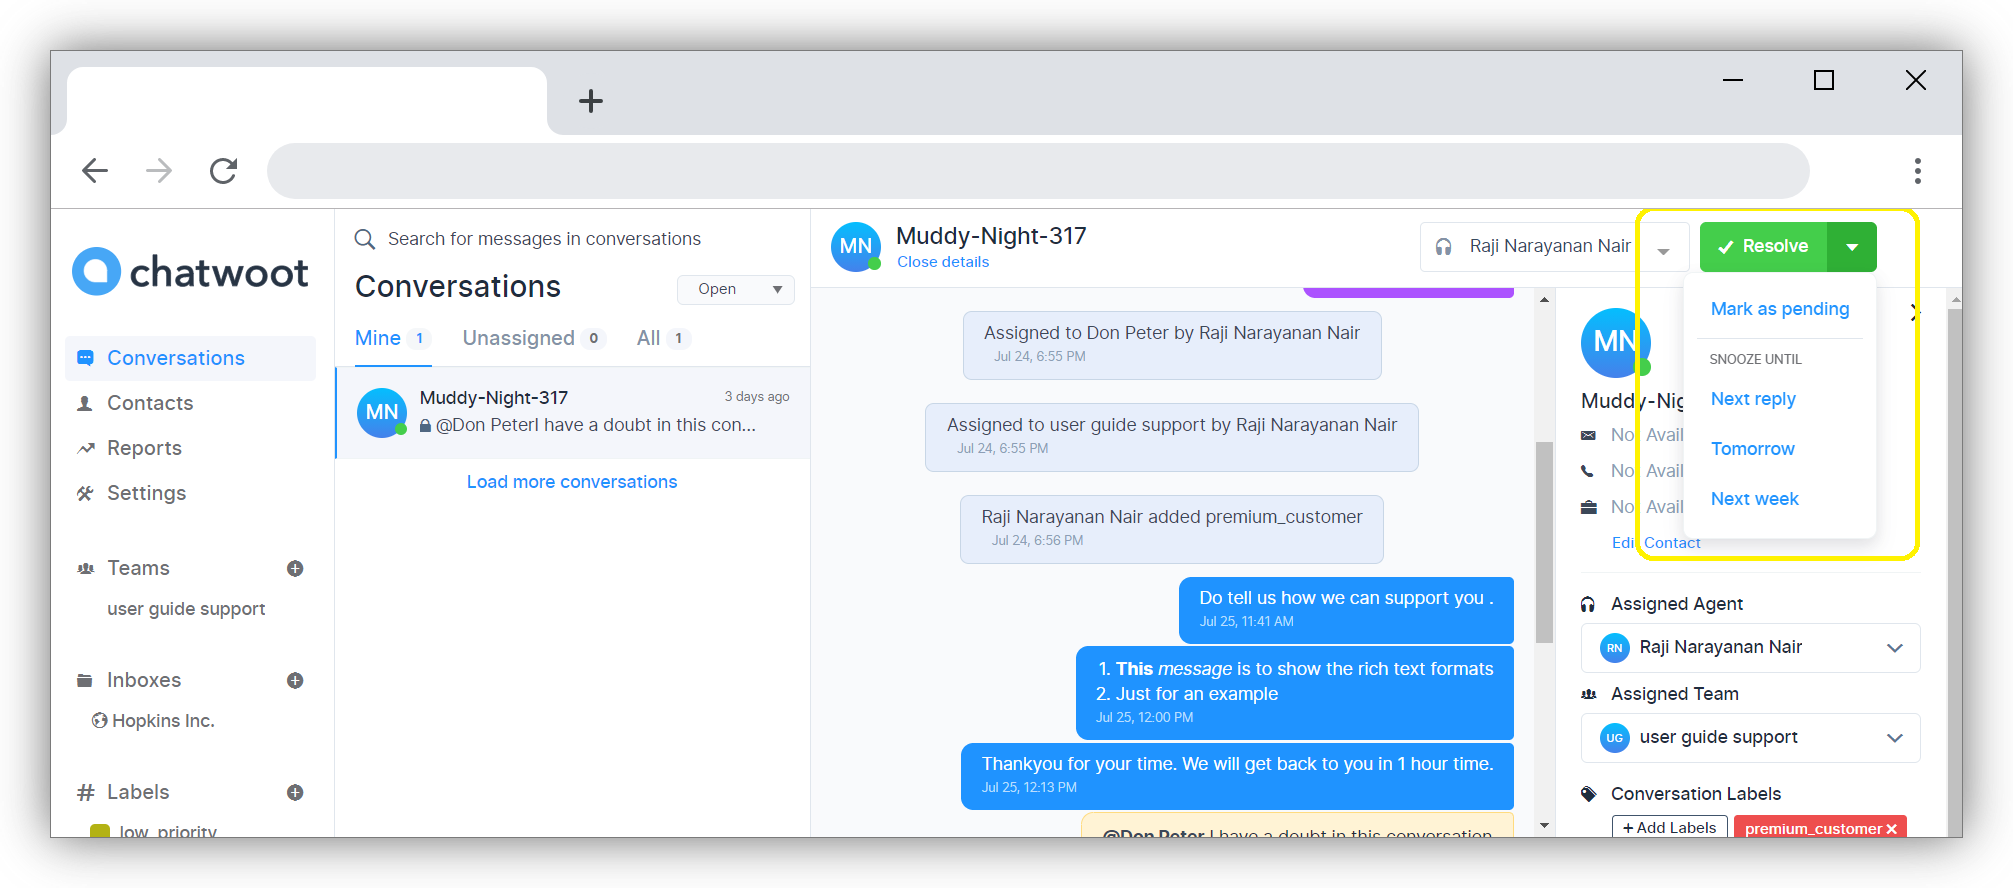 chatwoot
Conversations
Contacts
Reports
Settings
Teams
user guide support
Inboxes
Hopkins Inc.
Labels
low_priority
Search for messages in conversations
Conversations
Open
Mine 1
Unassigned 0
All 1
MN
Muddy-Night-317
3 days ago
@Don PeterI have a doubt in this con...
Load more conversations
MN
Muddy-Night-317
Close details
Raji Narayanan Nair
Resolve
Assigned to Don Peter by Raji Narayanan Nair
Jul 24, 6:55 PM
Assigned to user guide support by Raji Narayanan Nair
Jul 24, 6:55 PM
Raji Narayanan Nair added premium_customer
Jul 24, 6:56 PM
Do tell us how we can support you .
Jul 25, 11:41 AM
1. This message is to show the rich text formats
2. Just for an example
Jul 25, 12:00 PM
Thankyou for your time. We will get back to you in 1 hour time.
Jul 25, 12:13 PM
@Don Peter I have a doubt in this conversation
Mark as pending
SNOOZE UNTIL
Next reply
Tomorrow
Next week
MN
Muddy-Nig
Avail
Avail
Avail
Edit Contact
Assigned Agent
RN
Raji Narayanan Nair
Assigned Team
UG
user guide support
Conversation Labels
+ Add Labels
premium_customer